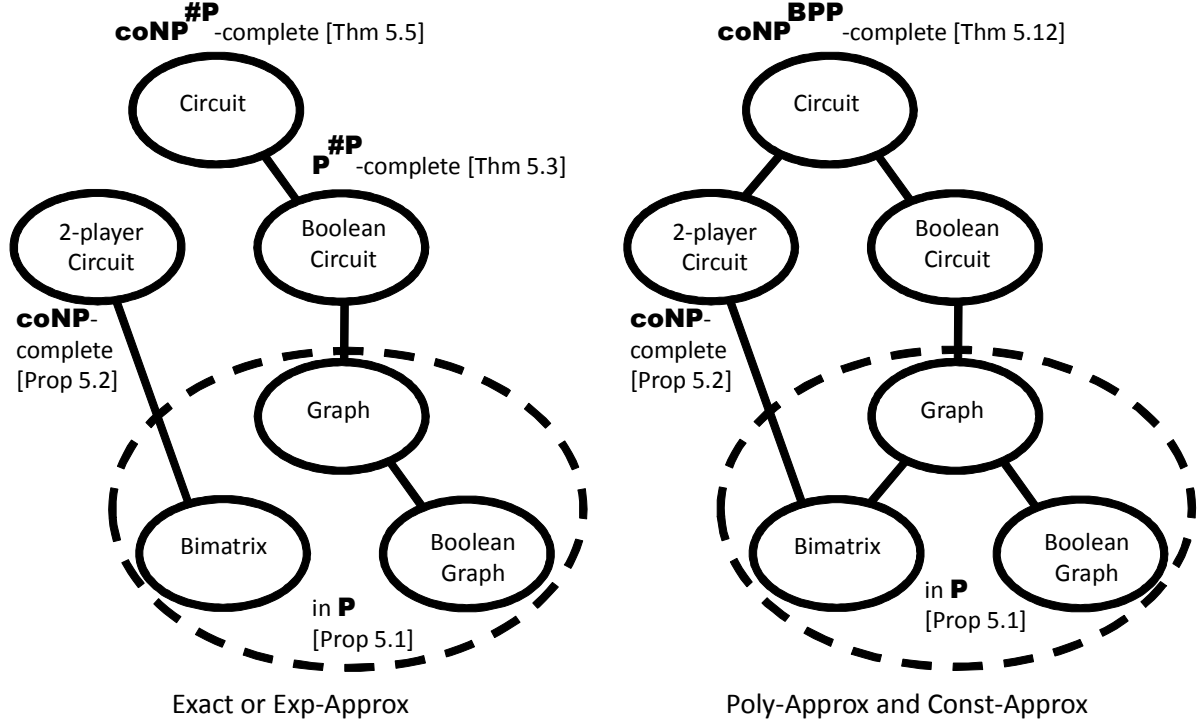 coNP^#P-complete [Thm 5.5]
Circuit
P^#P-complete [Thm 5.3]
2-player
Circuit
Boolean
Circuit
coNP-
complete
[Prop 5.2]
Graph
Bimatrix
Boolean
Graph
in P
[Prop 5.1]
Exact or Exp-Approx
coNP^BPP-complete [Thm 5.12]
Circuit
2-player
Circuit
Boolean
Circuit
coNP-
complete
[Prop 5.2]
Graph
Bimatrix
Boolean
Graph
in P
[Prop 5.1]
Poly-Approx and Const-Approx